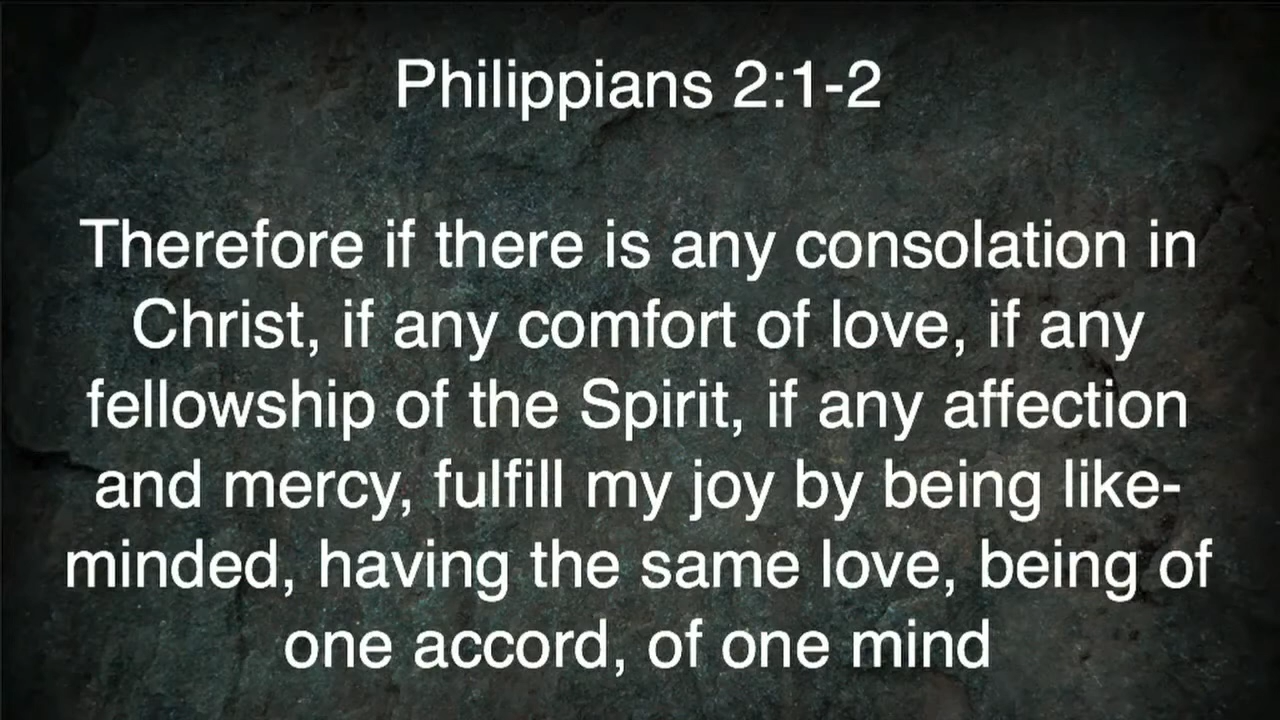 Philippians 2:1-2
Therefore if there is any consolation in
Christ, if any comfort of love, if any
fellowship of the Spirit, if any affection
and mercy, fulfill my joy by being like-
minded, having the same love, being of
one accord, of one mind